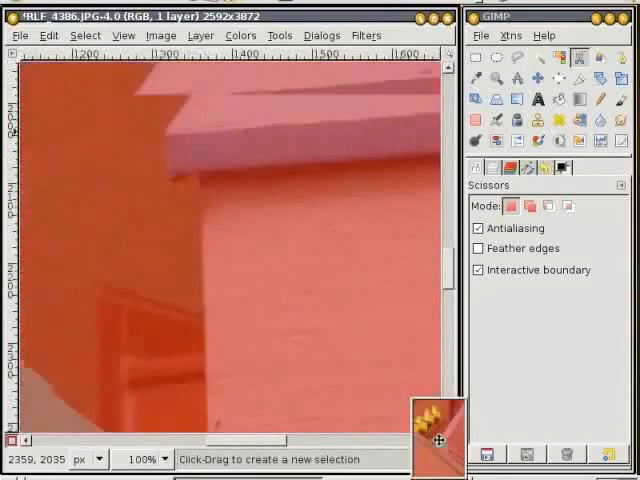 *RLF_4386.JPG-4.0 (RGB, 1 layer) 2592x3872
File Edit Select View Image Layer Colors Tools Dialogs Filters
1200 1300 1400 1500 1600
2359, 2035 px 100% Click-Drag to create a new selection
GIMP
File Xtns Help
Scissors
Mode:
Antialiasing
Feather edges
Interactive boundary